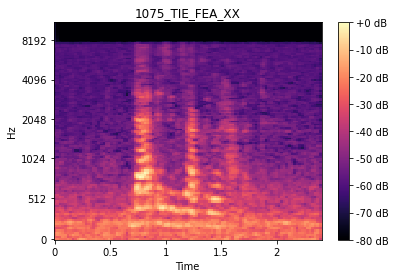 1075_TIE_FEA_XX
+0 dB
8192
-10 dB
4096
-20 dB
-30 dB
2048
Hz
-40 dB
1024
-50 dB
512
-60 dB
-70 dB
0
-80 dB
0
0.5
1
1.5
2
Time